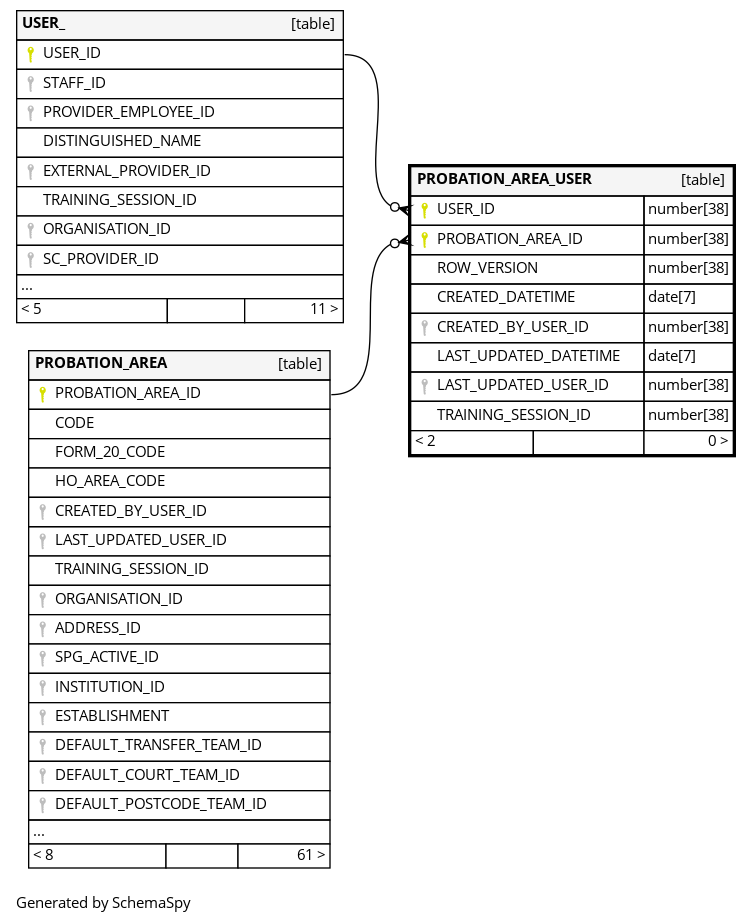 USER_ [table]
USER_ID
STAFF_ID
PROVIDER_EMPLOYEE_ID
DISTINGUISHED_NAME
EXTERNAL_PROVIDER_ID
TRAINING_SESSION_ID
ORGANISATION_ID
SC_PROVIDER_ID
...
< 5 11 >
PROBATION_AREA_USER [table]
USER_ID number[38]
PROBATION_AREA_ID number[38]
ROW_VERSION number[38]
CREATED_DATETIME date[7]
CREATED_BY_USER_ID number[38]
LAST_UPDATED_DATETIME date[7]
LAST_UPDATED_USER_ID number[38]
TRAINING_SESSION_ID number[38]
< 2 0 >
PROBATION_AREA [table]
PROBATION_AREA_ID
CODE
FORM_20_CODE
HO_AREA_CODE
CREATED_BY_USER_ID
LAST_UPDATED_USER_ID
TRAINING_SESSION_ID
ORGANISATION_ID
ADDRESS_ID
SPG_ACTIVE_ID
INSTITUTION_ID
ESTABLISHMENT
DEFAULT_TRANSFER_TEAM_ID
DEFAULT_COURT_TEAM_ID
DEFAULT_POSTCODE_TEAM_ID
...
< 8 61 >
Generated by SchemaSpy